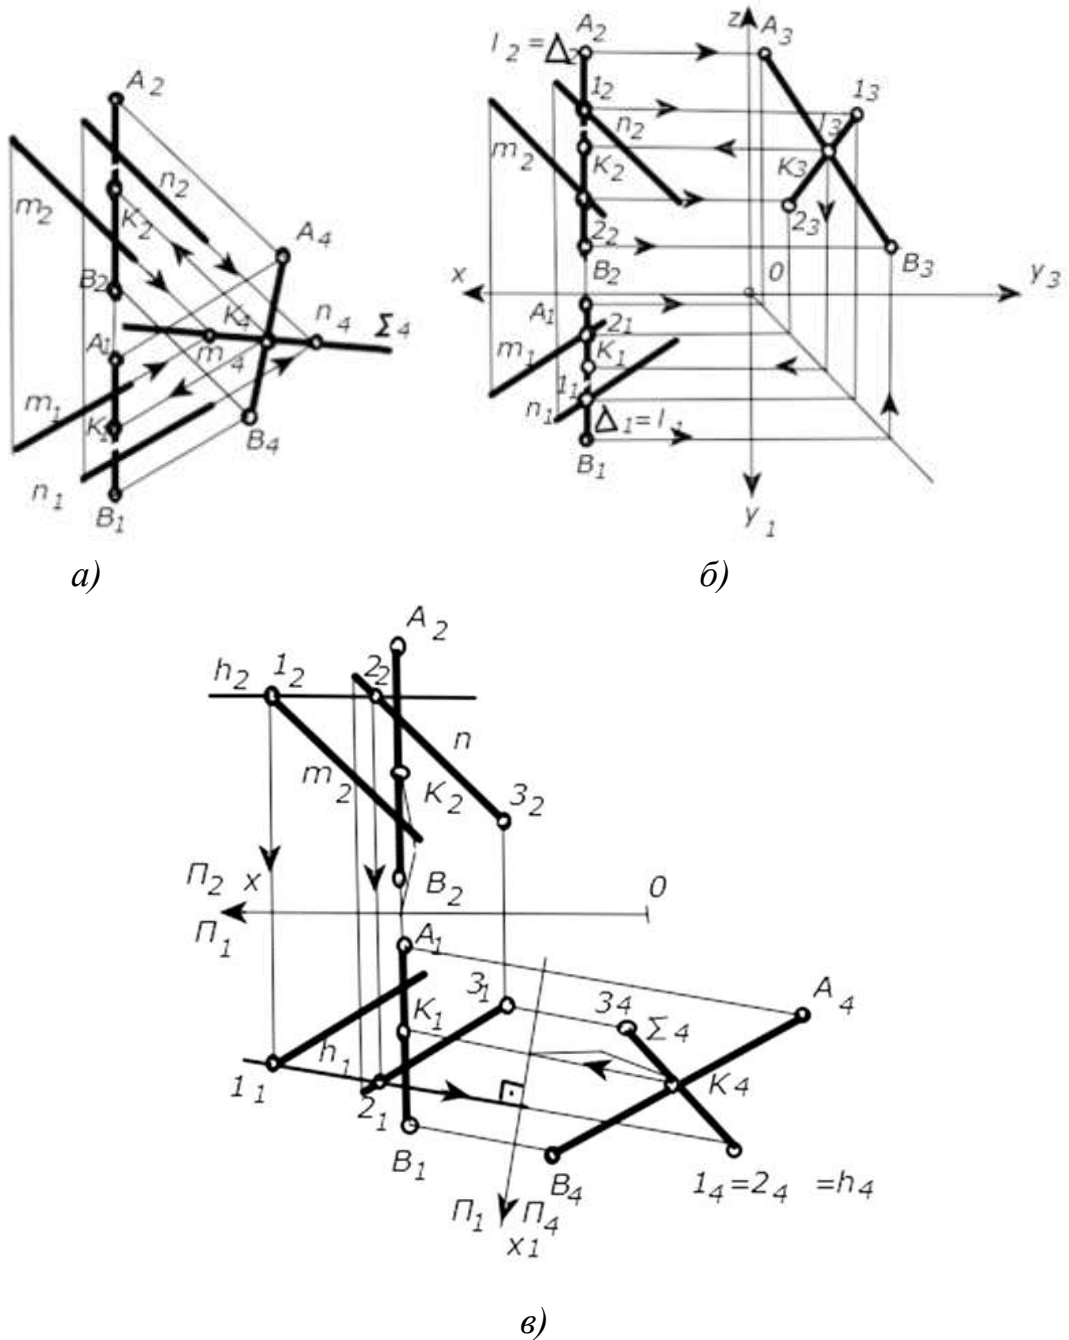 A2
n2
m2
K2
A4
B2
K4
n4
Σ4
A1
m4
m1
K1
B4
n1
B1
a)
z
A3
A2
l2 = Δ2
12
13
n2
l3
m2
K2
K3
22
23
B2
B3
x
0
y3
A1
21
m1
K1
11
n1
Δ1=l1
B1
y1
б)
A2
h2
12
22
n
m2
K2
32
П2
x
B2
0
П1
A1
31
34
Σ4
A4
K1
h1
K4
11
21
B1
B4
14=24 =h4
П1
П4
x1
в)